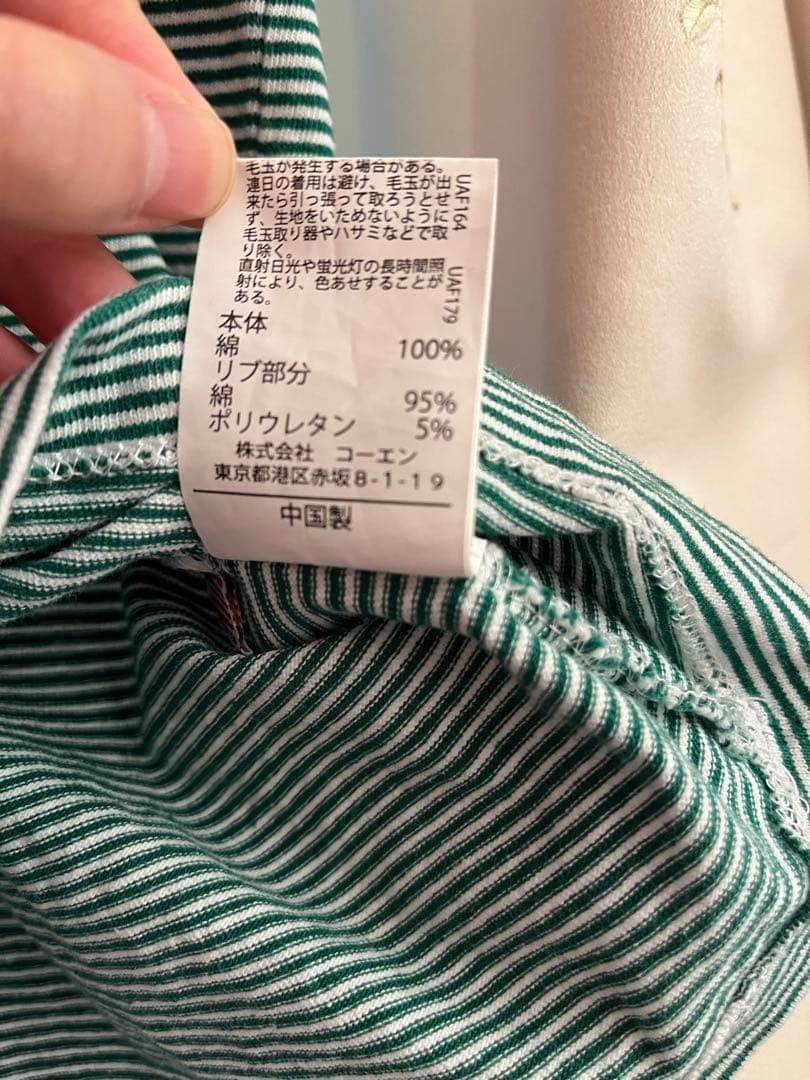 毛玉が発生する場合がある。
連日の着用は避け、毛玉が出
来たら引っ張って取ろうとせ
ず、生地をいためないように
毛玉取り器やハサミなどで取
り除く。
UAF164
直射日光や蛍光灯の長時間照
射により、色あせすることが
ある。
UAF179
本体
綿 100%
リブ部分
綿 95%
ポリウレタン 5%
株式会社 コーエン
東京都港区赤坂8-1-19
中国製